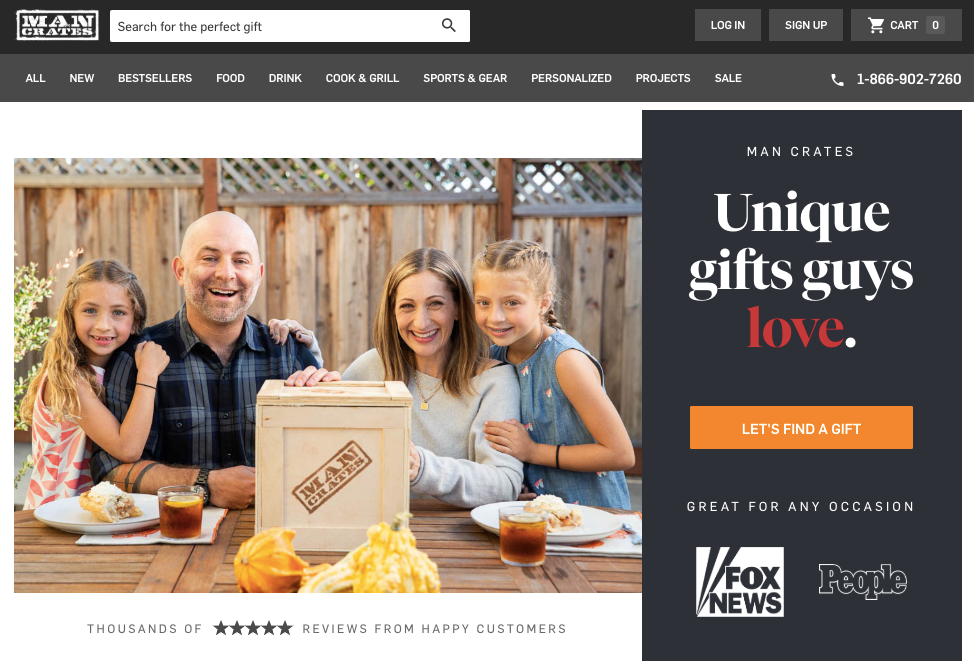 MAN CRATES
Search for the perfect gift
LOG IN
SIGN UP
CART 0
ALL NEW BESTSELLERS FOOD DRINK COOK & GRILL SPORTS & GEAR PERSONALIZED PROJECTS SALE
1-866-902-7260
MAN
CRATES
MAN CRATES
Unique
gifts guys
love.
LET'S FIND A GIFT
GREAT FOR ANY OCCASION
FOX
NEWS
People
THOUSANDS OF ★★★★★ REVIEWS FROM HAPPY CUSTOMERS